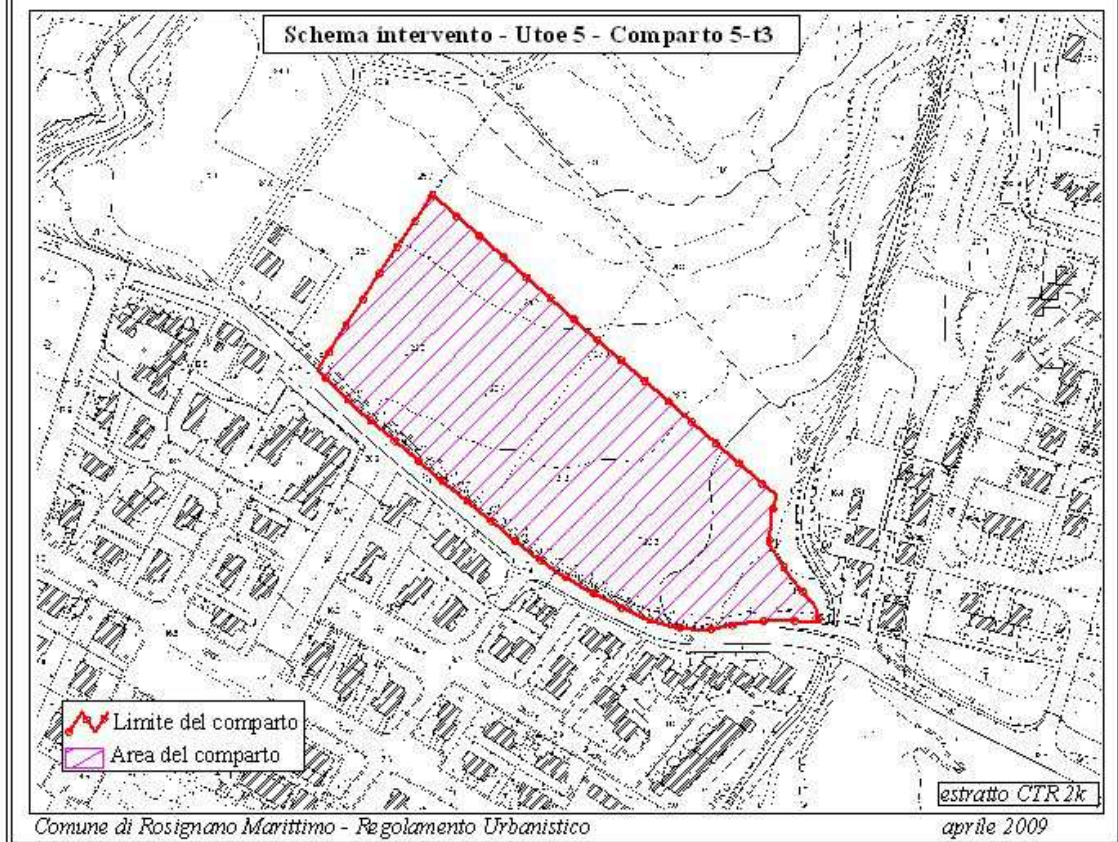 Schema intervento - Utoe 5 - Comparto 5-t3
Limite del comparto
Area del comparto
estratto CTR 2k
Comune di Rosignano Marittimo - Regolamento Urbanistico
aprile 2009